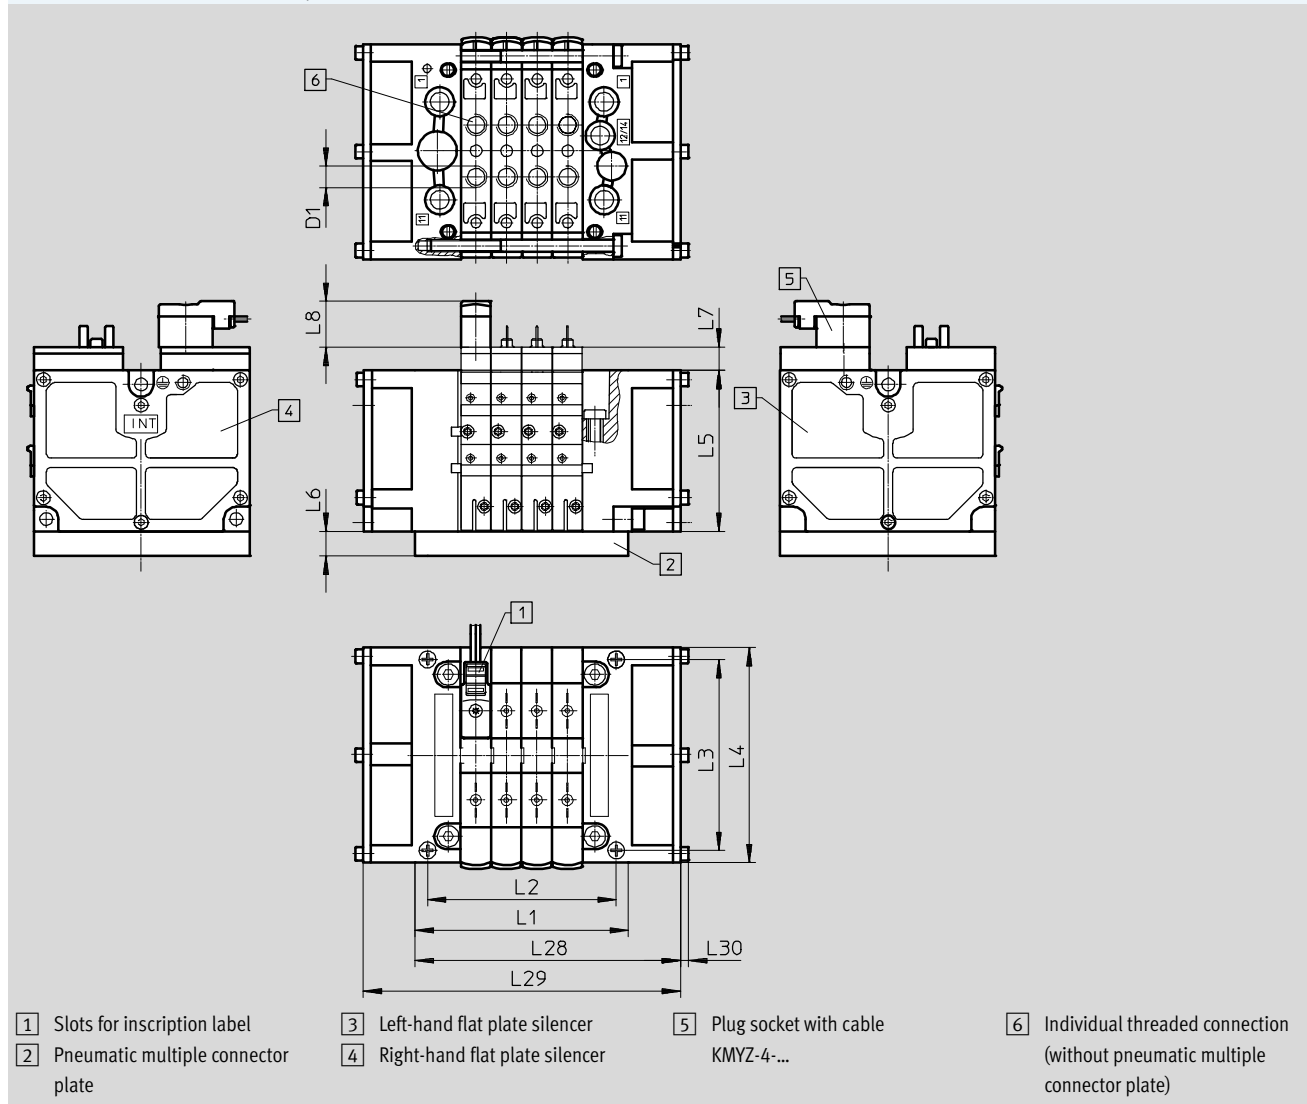 6
1
1
12/14
11
11
D1
L8
L7
5
INT
4
3
L5
L6
2
1
L3
L4
L2
L1
L28
L30
L29
1 Slots for inscription label
2 Pneumatic multiple connector
plate
3 Left-hand flat plate silencer
4 Right-hand flat plate silencer
5 Plug socket with cable
KMYZ-4-...
6 Individual threaded connection
(without pneumatic multiple
connector plate)